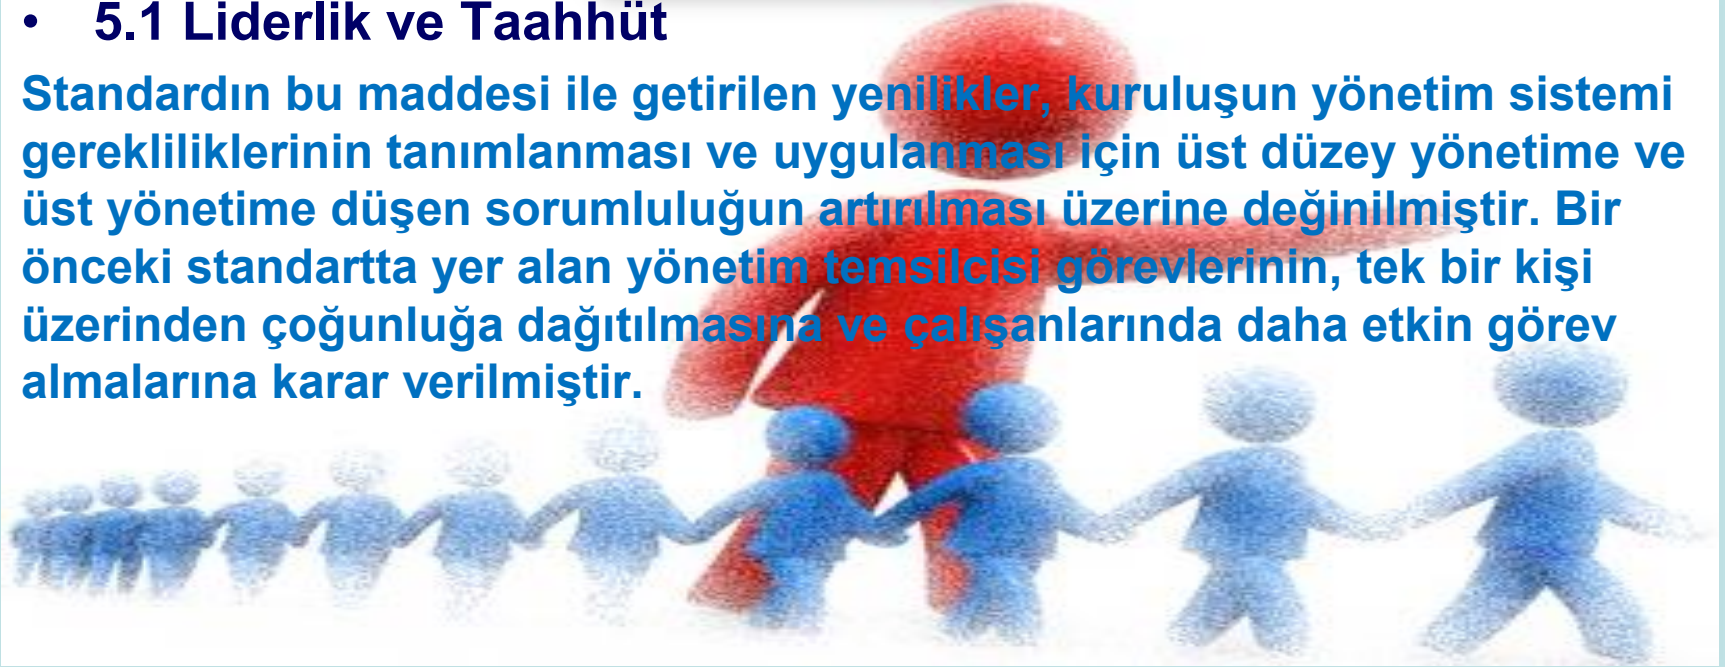 • 5.1 Liderlik ve Taahhüt
Standardın bu maddesi ile getirilen yenilikler, kuruluşun yönetim sistemi
gerekliliklerinin tanımlanması ve uygulanması için üst düzey yönetime ve
üst yönetime düşen sorumluluğun artırılması üzerine değinilmiştir. Bir
önceki standartta yer alan yönetim temsilcisi görevlerinin, tek bir kişi
üzerinden çoğunluğa dağıtılmasına ve çalışanlarında daha etkin görev
almalarına karar verilmiştir.